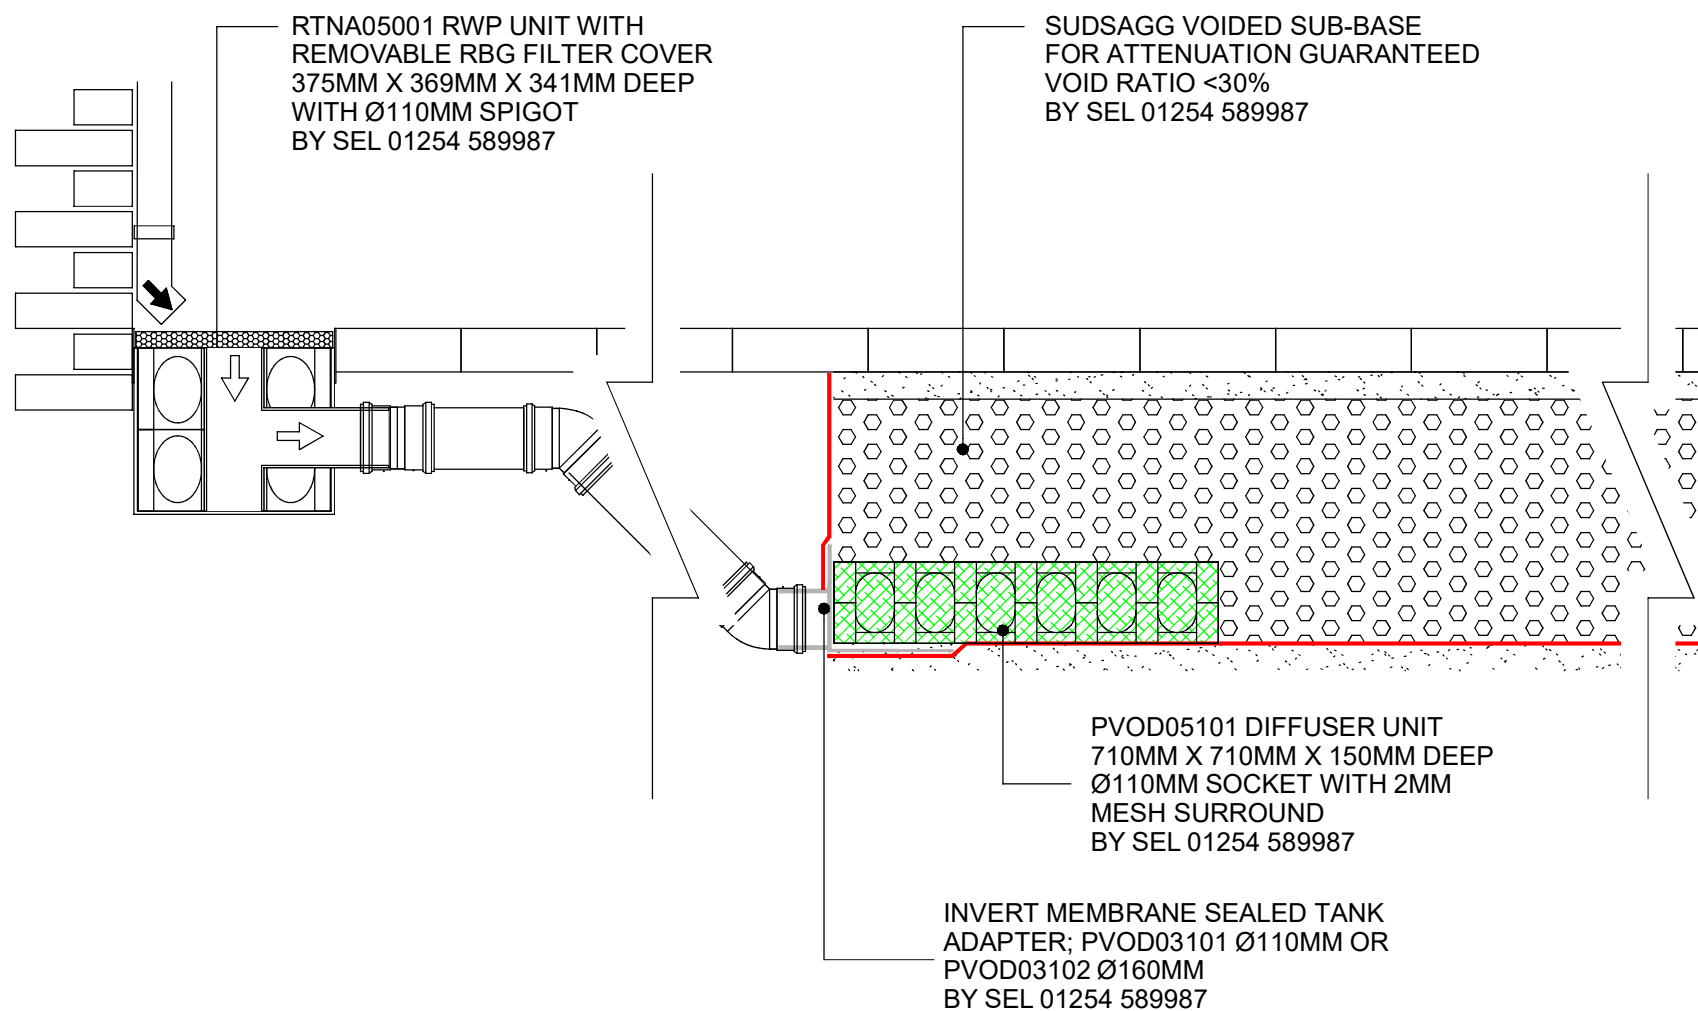 RTNA05001 RWP UNIT WITH
REMOVABLE RBG FILTER COVER
375MM X 369MM X 341MM DEEP
WITH Ø110MM SPIGOT
BY SEL 01254 589987
SUDSAGG VOIDED SUB-BASE
FOR ATTENUATION GUARANTEED
VOID RATIO <30%
BY SEL 01254 589987
PVOD05101 DIFFUSER UNIT
710MM X 710MM X 150MM DEEP
Ø110MM SOCKET WITH 2MM
MESH SURROUND
BY SEL 01254 589987
INVERT MEMBRANE SEALED TANK
ADAPTER; PVOD03101 Ø110MM OR
PVOD03102 Ø160MM
BY SEL 01254 589987